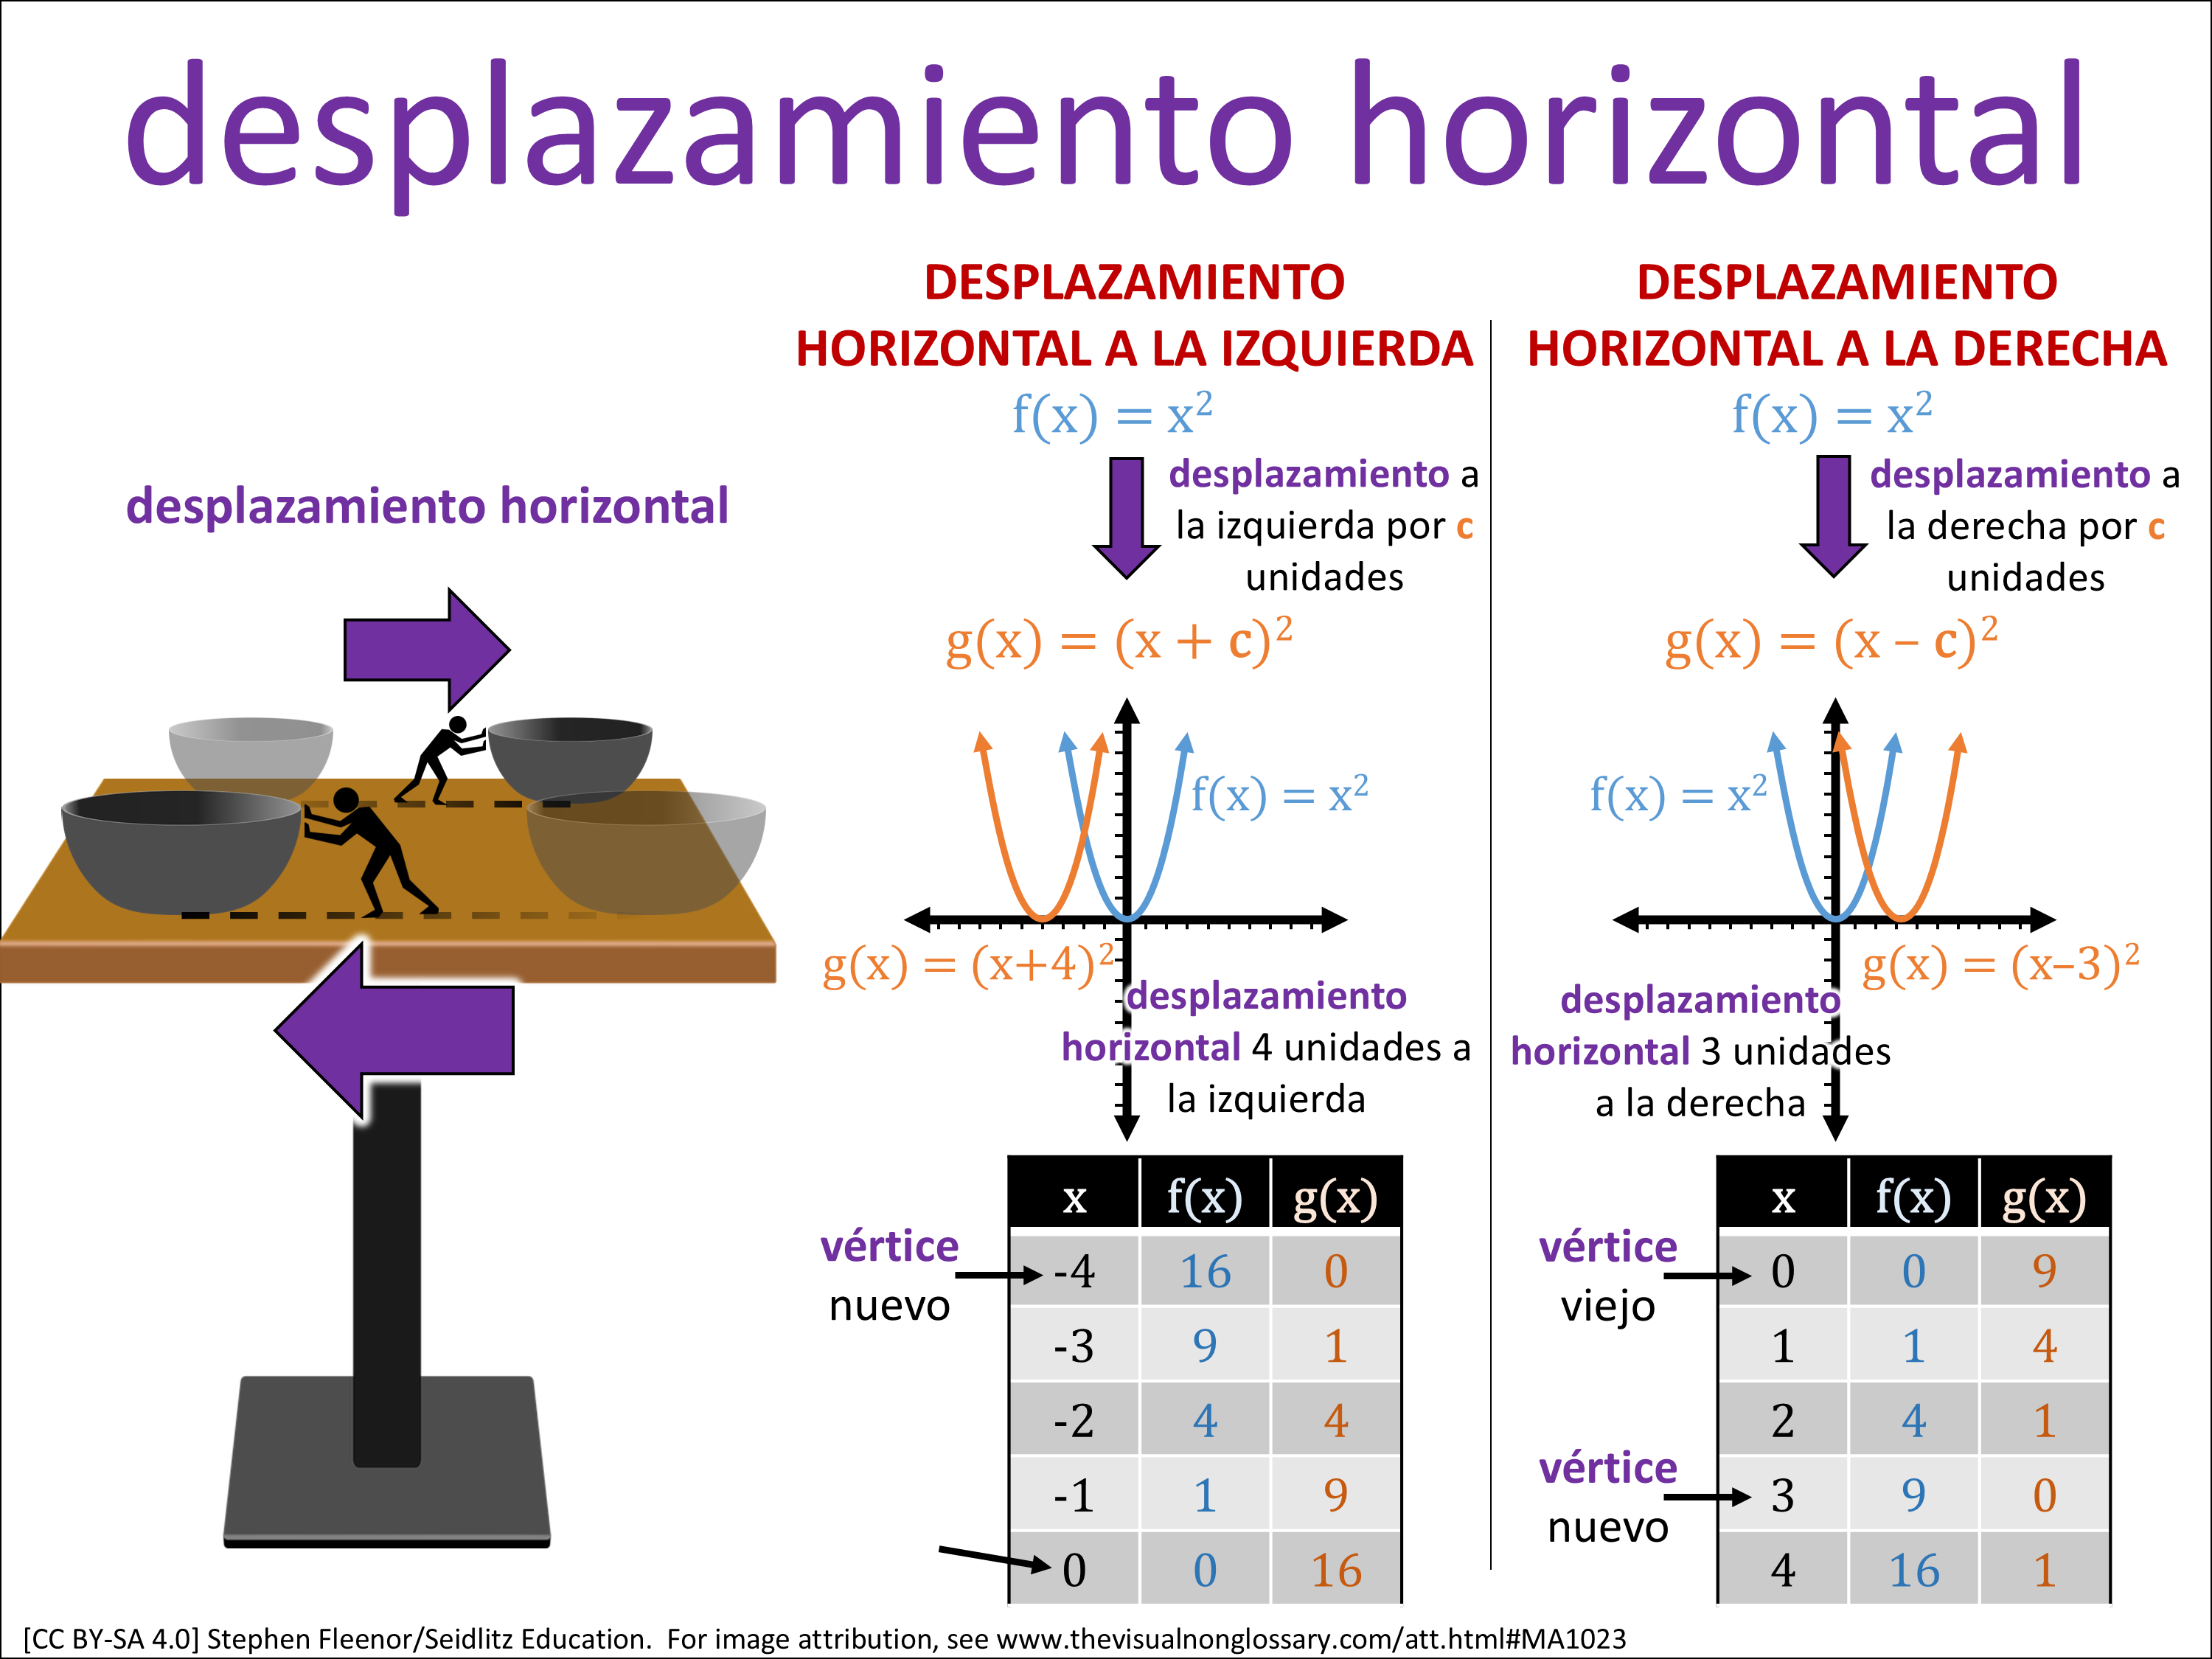 desplazamiento horizontal
desplazamiento horizontal
DESPLAZAMIENTO
HORIZONTAL A LA IZQUIERDA
f(x) = x²
desplazamiento a
la izquierda por c
unidades
g(x) = (x + c)²
f(x) = x²
g(x) = (x+4)²
desplazamiento
horizontal 4 unidades a
la izquierda
x f(x) g(x)
vértice
nuevo
-4 16 0
-3 9 1
-2 4 4
-1 1 9
0 0 16
DESPLAZAMIENTO
HORIZONTAL A LA DERECHA
f(x) = x²
desplazamiento a
la derecha por c
unidades
g(x) = (x – c)²
f(x) = x²
g(x) = (x–3)²
desplazamiento
horizontal 3 unidades
a la derecha
x f(x) g(x)
vértice
viejo
0 0 9
1 1 4
2 4 1
vértice
nuevo
3 9 0
4 16 1
[CC BY-SA 4.0] Stephen Fleenor/Seidlitz Education. For image attribution, see www.thevisualnonglossary.com/att.html#MA1023